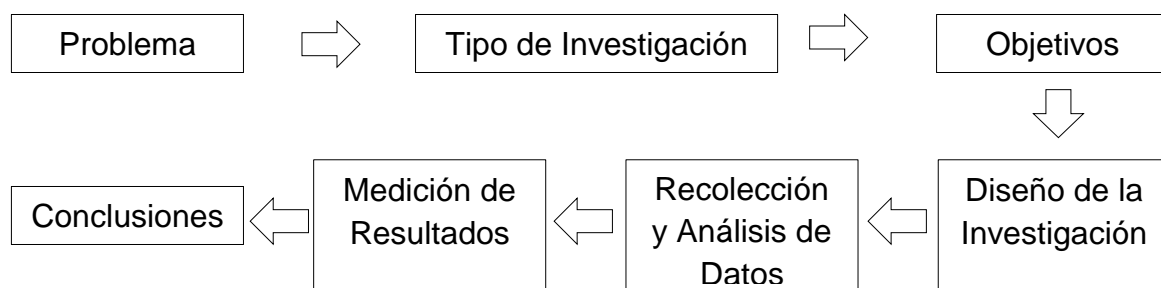 Problema
Tipo de Investigación
Objetivos
Diseño de la
Investigación
Recolección
y Análisis de
Datos
Medición de
Resultados
Conclusiones